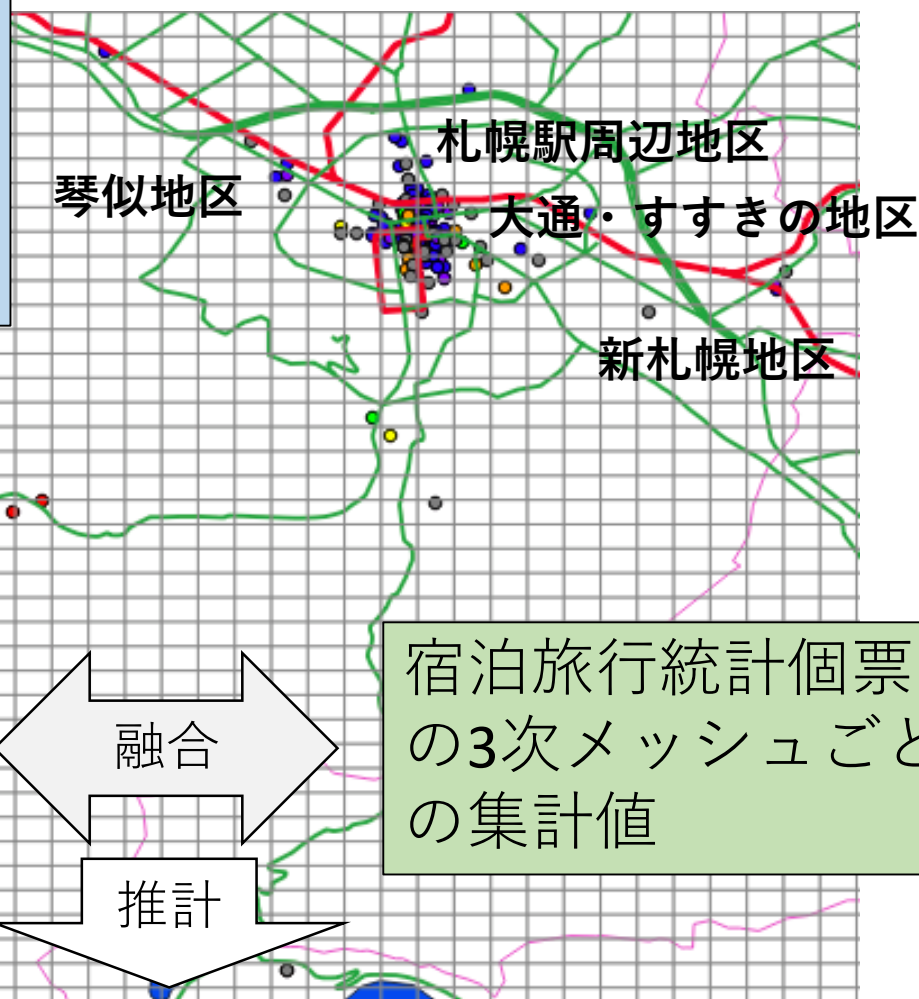 札幌駅周辺地区
琴似地区
大通・すすきの地区
新札幌地区
宿泊旅行統計個票
の3次メッシュごと
の集計値
融合
推計